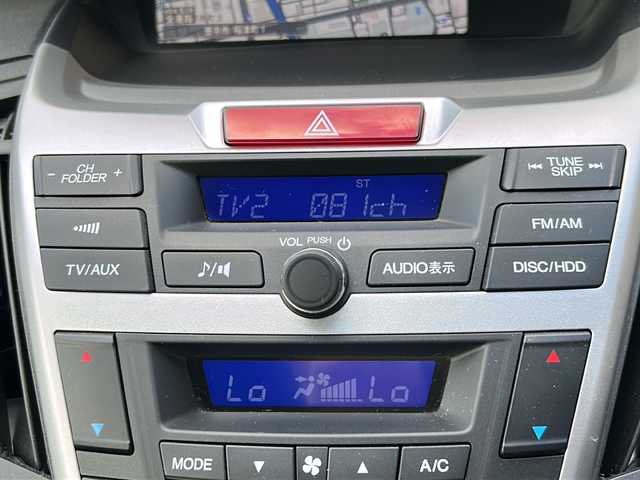 - CH FOLDER +
TV2 081ch
ST
TUNE SKIP
VOL PUSH
FM/AM
TV/AUX
AUDIO表示
DISC/HDD
Lo Lo
MODE
A/C